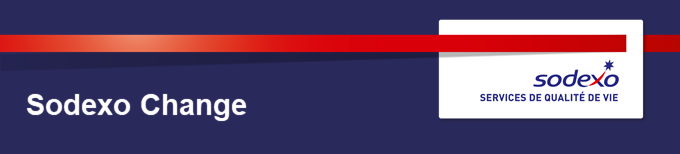 Sodexo Change
sodexo
SERVICES DE QUALITÉ DE VIE